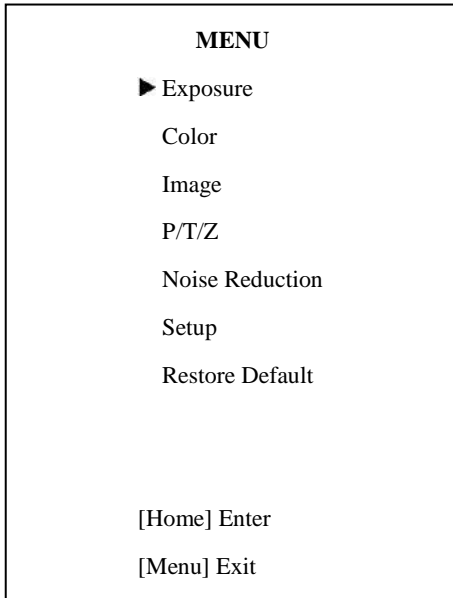 MENU
Exposure
Color
Image
P/T/Z
Noise Reduction
Setup
Restore Default
[Home] Enter
[Menu] Exit